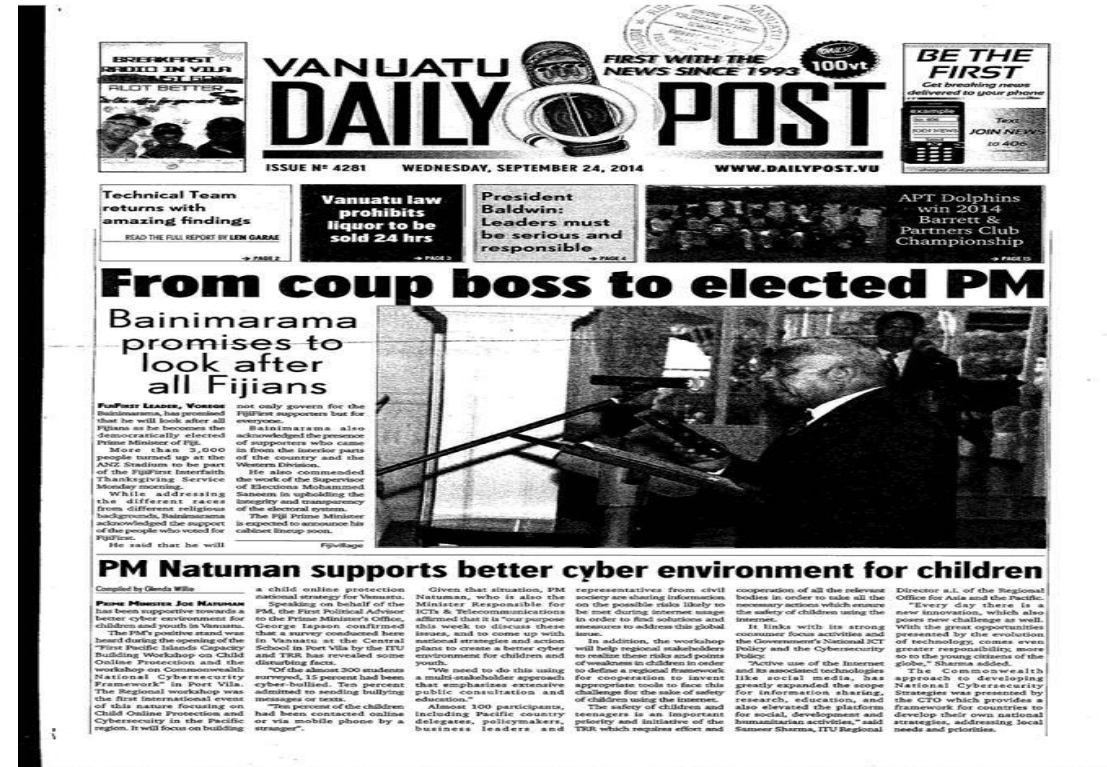 BREAKFAST
RADIO IN VILA
JUST GOT
ALOT BETTER
VANUATU
DAILY POST
FIRST WITH THE
NEWS SINCE 1993
ONLY!
100vt
BE THE
FIRST
Get breaking news
delivered to your phone
example
to: 406
JOIN NEWS
Text
JOIN NEWS
to 406
ISSUE Nº 4281
WEDNESDAY, SEPTEMBER 24, 2014
WWW.DAILYPOST.VU
Technical Team
returns with
amazing findings
READ THE FULL REPORT BY LEN GARAE
→ PAGE 2
Vanuatu law
prohibits
liquor to be
sold 24 hrs
→ PAGE 3
President
Baldwin:
Leaders must
be serious and
responsible
→ PAGE 4
APT Dolphins
win 2014
Barrett &
Partners Club
Championship
→ PAGE 15
From coup boss to elected PM
Bainimarama
promises to
look after
all Fijians
FIJIFIRST LEADER, VOREQE
Bainimarama, has promised
that he will look after all
Fijians as he becomes the
democratically elected
Prime Minister of Fiji.
More than 3,000
people turned up at the
ANZ Stadium to be part
of the FijiFirst Interfaith
Thanksgiving Service
Monday morning.
While addressing
the different races
from different religious
backgrounds, Bainimarama
acknowledged the support
of the people who voted for
FijiFirst.
He said that he will
not only govern for the
FijiFirst supporters but for
everyone.
Bainimarama also
acknowledged the presence
of supporters who came
in from the interior parts
of the country and the
Western Division.
He also commended
the work of the Supervisor
of Elections Mohammed
Saneem in upholding the
integrity and transparency
of the electoral system.
The Fiji Prime Minister
is expected to announce his
cabinet lineup soon.
Fijivillage
PM Natuman supports better cyber environment for children
Compiled by Glenda Willie
PRIME MINISTER JOE NATUMAN
has been supportive towards a
better cyber environment for
children and youth in Vanuatu.
The PM's positive stand was
heard during the opening of the
"First Pacific Islands Capacity
Building Workshop on Child
Online Protection and the
workshop on Commonwealth
National Cybersecurity
Framework" in Port Vila.
The Regional workshop was
the first International event
of this nature focusing on
Child Online Protection and
Cybersecuity in the Pacific
region. It will focus on building
a child online protection
national strategy for Vanuatu.
Speaking on behalf of the
PM, the First Political Advisor
to the Prime Minister's Office,
George Iapson confirmed
that a survey conducted here
in Vanuatu at the Central
School in Port Vila by the ITU
and TRR has revealed some
disturbing facts.
"Of the almost 300 students
surveyed, 15 percent had been
cyber-bullied. Ten percent
admitted to sending bullying
messages or texts.
"Ten percent of the children
had been contacted online
or via mobile phone by a
stranger".
Given that situation, PM
Natuman, who is also the
Minister Responsible for
ICTs & Telecommunications
affirmed that it is "our purpose
this week to discuss these
issues, and to come up with
national strategies and action
plans to create a better cyber
environment for children and
youth.
"We need to do this using
a multi-stakeholder approach
that emphasizes extensive
public consultation and
education."
Almost 100 participants,
including Pacific country
delegates, policymakers,
business leaders and
representatives from civil
society are sharing information
on the possible risks likely to
be met during internet usage
in order to find solutions and
measures to address this global
issue.
In addition, the workshop
will help regional stakeholders
to realize these risks and points
of weakness in children in order
to define a regional framework
for cooperation to invent
appropriate tools to face this
challenge for the sake of safety
of children using the internet.
The safety of children and
teenagers is an important
priority and initiative of the
TRR which requires effort and
cooperation of all the relevant
bodies in order to take all the
necessary actions which ensure
the safety of children using the
internet.
It links with its strong
consumer focus activities and
the Government's National ICT
Policy and the Cybersecurity
Policy.
"Active use of the Internet
and its associated technologies
like social media, has
greatly expanded the scope
for information sharing,
research, education, and
also elevated the platform
for social, development and
humanitarian activities," said
Sameer Sharma, ITU Regional
Director a.i. of the Regional
Office for Asia and the Pacific.
"Every day there is a
new innovation, which also
poses new challenge as well.
With the great opportunities
presented by the evolution
of technology, comes even
greater responsibility, more
so to the young citizens of the
globe," Sherma added.
The Commonwealth
approach to developing
National Cybersecurity
Strategies was presented by
the CTO which provides a
framework for countries to
develop their own national
strategies, addressing local
needs and priorities.